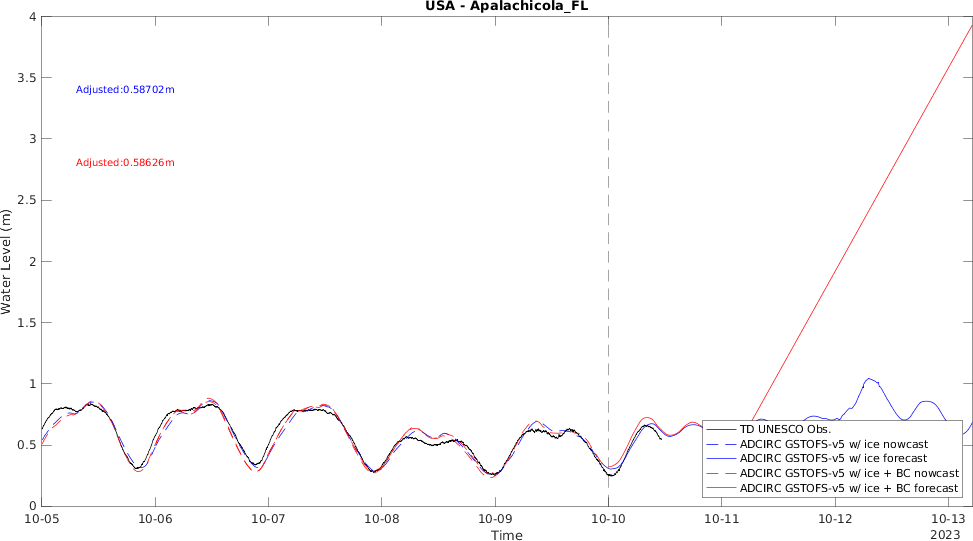 USA - Apalachicola_FL
4
3.5
3
2.5
2
1.5
1
0.5
0
Water Level (m)
Adjusted:0.58702m
Adjusted:0.58626m
TD UNESCO Obs.
ADCIRC GSTOFS-v5 w/ ice nowcast
ADCIRC GSTOFS-v5 w/ ice forecast
ADCIRC GSTOFS-v5 w/ ice + BC nowcast
ADCIRC GSTOFS-v5 w/ ice + BC forecast
10-05 10-06 10-07 10-08 10-09 10-10 10-11 10-12 10-13
Time
2023